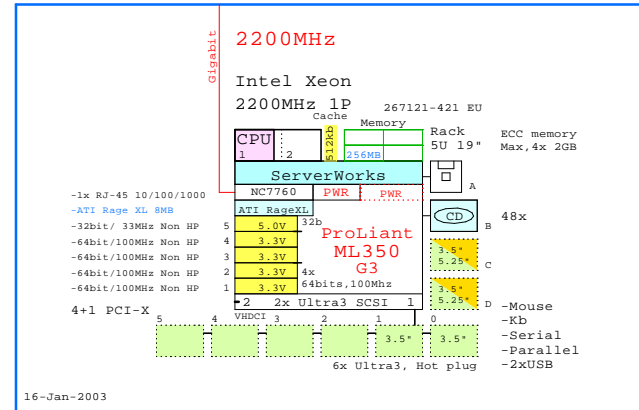 2200MHz
Gigabit
Intel Xeon
2200MHz 1P
267121-421 EU
Cache
Memory
CPU
1
2
512kb
256MB
Rack
5U 19"
ECC memory
Max,4x 2GB
ServerWorks
A
-1x RJ-45 10/100/1000
NC7760
PWR
PWR
-ATI Rage XL 8MB
ATI RageXL
CD
B
48x
-32bit/ 33MHz Non HP
5
5.0V
32b
ProLiant
ML350
G3
-64bit/100MHz Non HP
4
3.3V
-64bit/100MHz Non HP
3
3.3V
3.5"
5.25"
C
-64bit/100MHz Non HP
2
3.3V
4x
-64bit/100MHz Non HP
1
3.3V
64bits,100Mhz
3.5"
5.25"
D
4+1 PCI-X
2
2x Ultra3 SCSI
1
VHDCI
-Mouse
-Kb
-Serial
-Parallel
-2xUSB
5
4
3
2
1
0
3.5"
3.5"
6x Ultra3, Hot plug
16-Jan-2003